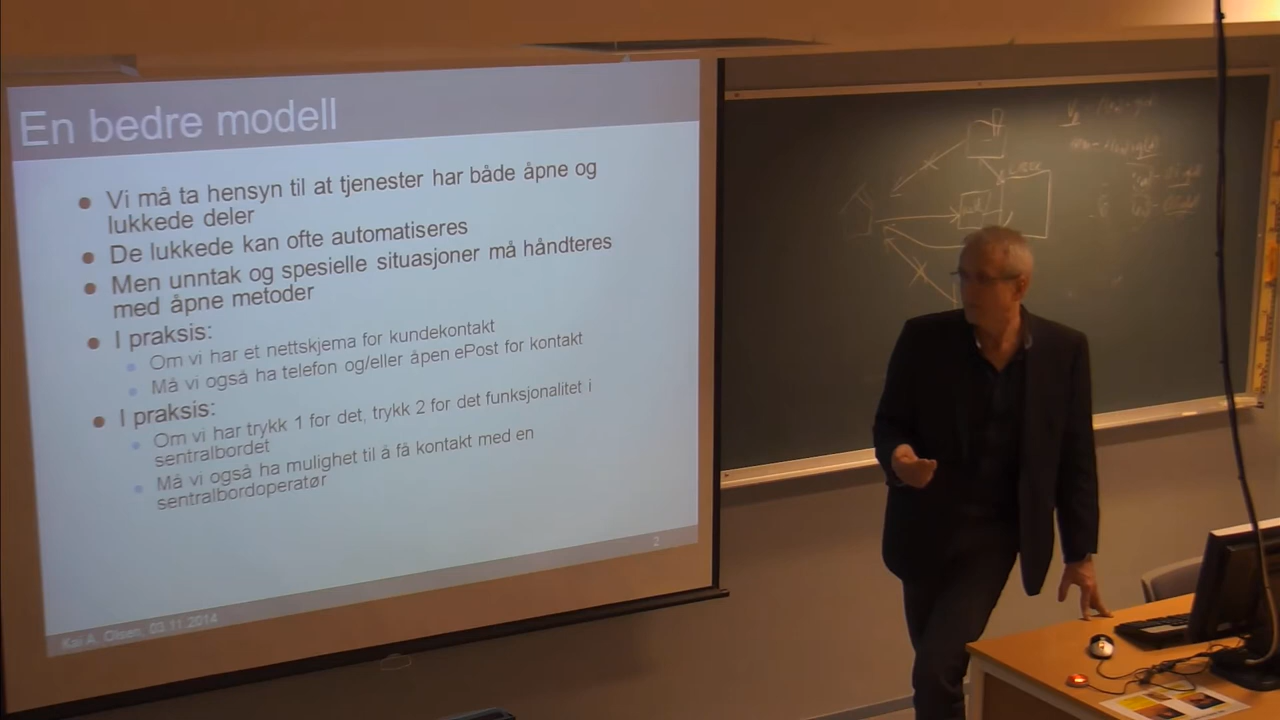 En bedre modell
Vi må ta hensyn til at tjenester har både åpne og
lukkede deler
De lukkede kan ofte automatiseres
Men unntak og spesielle situasjoner må håndteres
med åpne metoder
I praksis:
Om vi har et nettskjema for kundekontakt
Må vi også ha telefon og/eller åpen ePost for kontakt
I praksis:
Om vi har trykk 1 for det, trykk 2 for det funksjonalitet i
sentralbordet
Må vi også ha mulighet til å få kontakt med en
sentralbordoperatør
2
Kai A. Olsen, 03.11.2014